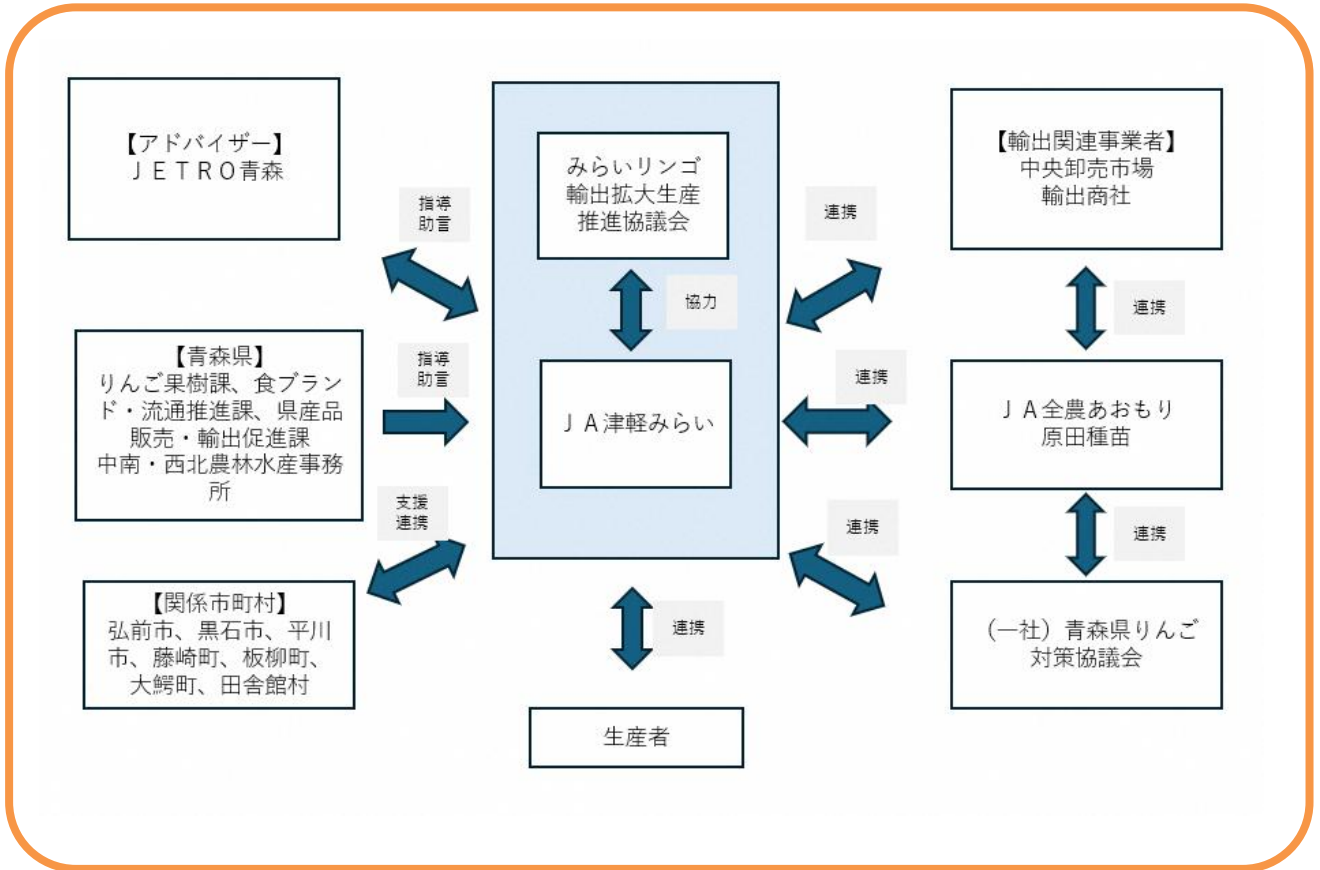 【アドバイザー】
ＪＥＴＲＯ青森
指導
助言
みらいリンゴ
輸出拡大生産
推進協議会
連携
【輸出関連事業者】
中央卸売市場
輸出商社
協力
連携
【青森県】
りんご果樹課、食ブラン
ド・流通推進課、県産品
販売・輸出促進課
中南・西北農林水産事務
所
指導
助言
ＪＡ津軽みらい
連携
ＪＡ全農あおもり
原田種苗
支援
連携
連携
連携
【関係市町村】
弘前市、黒石市、平川
市、藤崎町、板柳町、
大鰐町、田舎館村
連携
（一社）青森県りんご
対策協議会
生産者